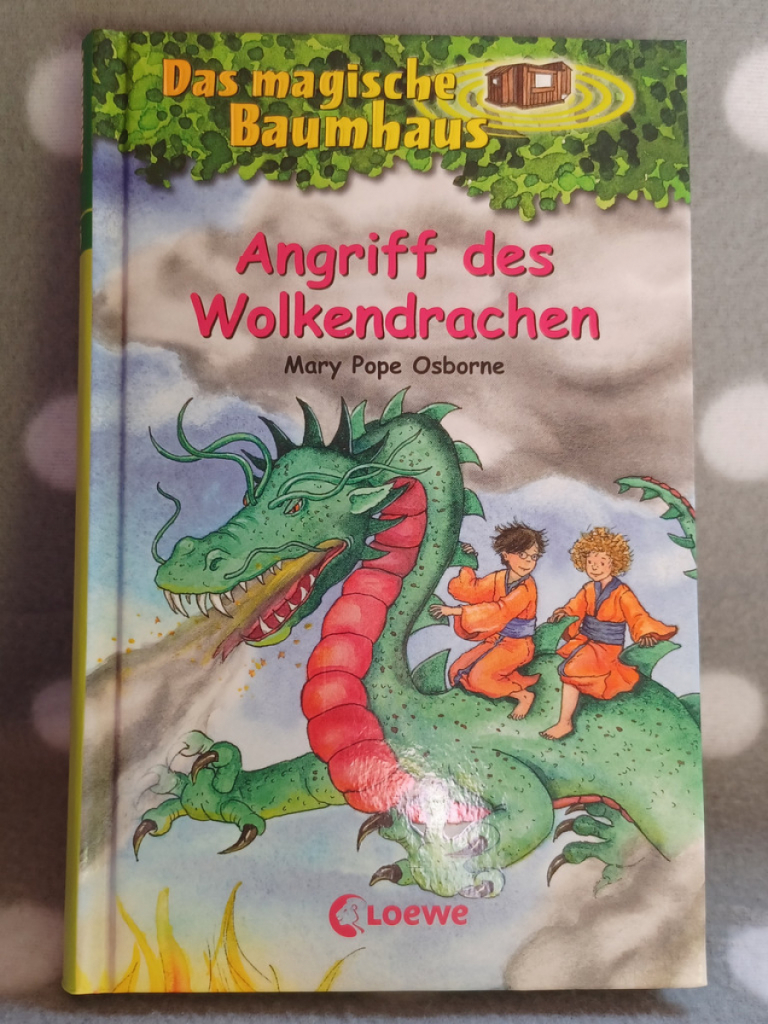 Das magische
Baumhaus
Angriff des
Wolkendrachen
Mary Pope Osborne
Loewe